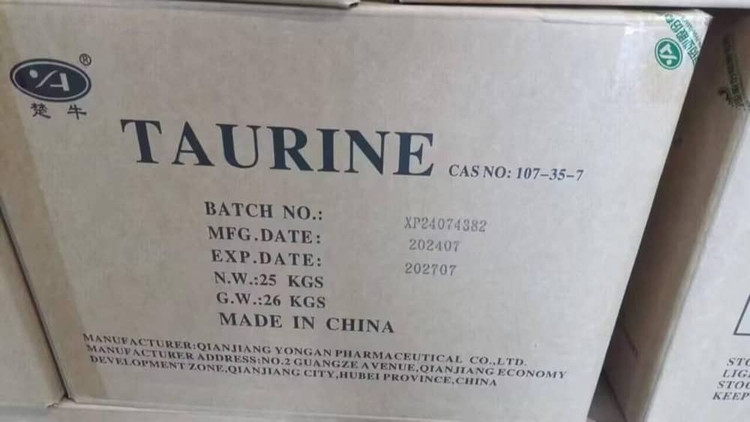 ®
楚牛
TAURINE CAS NO: 107-35-7
BATCH NO.: XP24074382
MFG.DATE: 202407
EXP.DATE: 202707
N.W.:25 KGS
G.W.:26 KGS
MADE IN CHINA
MANUFACTURER:QIANJIANG YONGAN PHARMACEUTICAL CO.,LTD.
MANUFACTURER ADDRESS:NO.2 GUANGZE AVENUE,QIANJIANG ECONOMY
DEVELOPMENT ZONE,QIANJIANG CITY,HUBEI PROVINCE,CHINA
KEEP